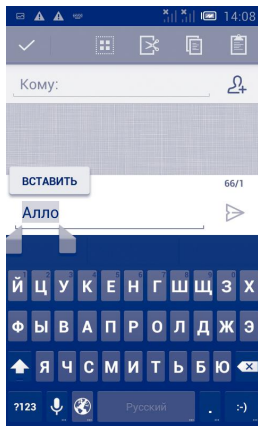 14:08
Кому:
ВСТАВИТЬ
66/1
Алло
Й Ц У К Е Н Г Ш Щ З Х
Ф Ы В А П Р О Л Д Ж Э
Я Ч С М И Т Ь Б Ю
?123 Русский . :-)